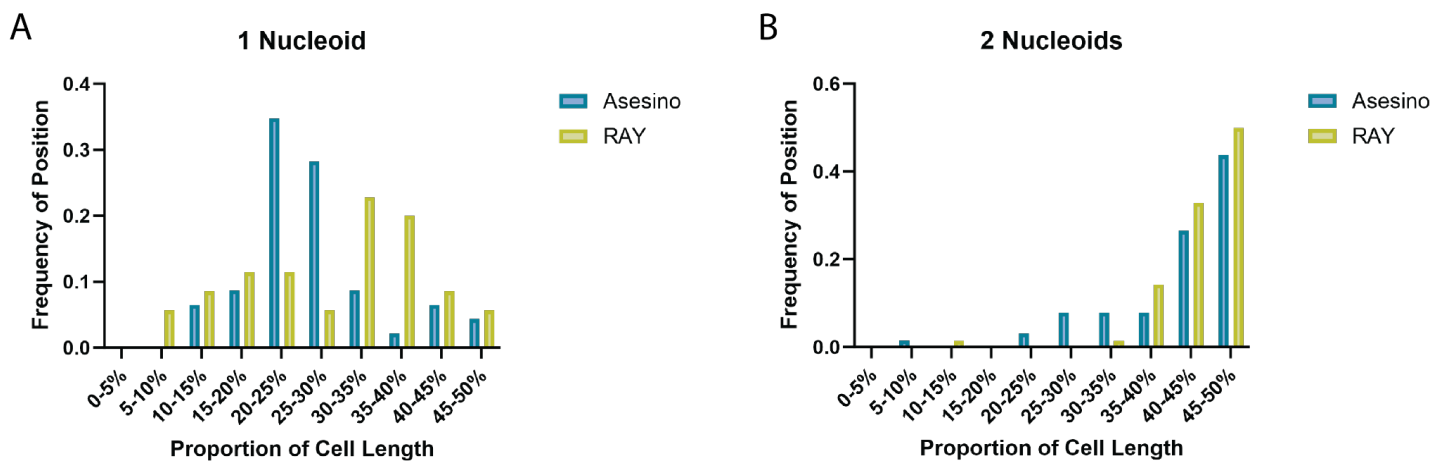 A
1 Nucleoid
Frequency of Position
0.4
0.3
0.2
0.1
0.0
0-5%
5-10%
10-15%
15-20%
20-25%
25-30%
30-35%
35-40%
40-45%
45-50%
Proportion of Cell Length
Asesino
RAY
B
2 Nucleoids
Frequency of Position
0.6
0.4
0.2
0.0
0-5%
5-10%
10-15%
15-20%
20-25%
25-30%
30-35%
35-40%
40-45%
45-50%
Proportion of Cell Length
Asesino
RAY